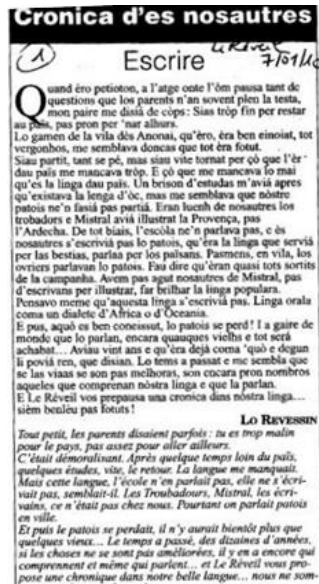 Cronica d'es nosautres
1
Le Réveil
Escrire
7/01/10
Quand èro petioton, a l'atge onte l'òm pausa tant de
questions que los parents n'an sovent plen la testa,
mon paire me disiá de còps : Sias tròp fin per restar
au païs, pas pron per 'nar alhurs.
Lo gamen de la vila dès Anonai, qu'èro, èra ben einoiat, tot
vergonhos, me semblava doncas que tot èra fotut.
Siau partit, tant se pé, mas siau vite tornat per çò que l'èr
dau païs me mancava tròp. E çò que me mancava lo mai
qu'es la linga dau païs. Un brison d'estudas m'aviá apres
qu'existava la lenga d'òc, mas me semblava que nòstre
patois ne'n fasiá pas partiá. Eran luenh de nosautres los
trobadors e Mistral aviá illustrat la Provença, pas
l'Ardecha. De tot biais, l'escòla ne'n parlava pas, e ès
nosautres s'escriviá pas lo patois, qu'èra la linga que serviá
per las bestias, parlaa per los païsans. Pasmens, en vila, los
ovriers parlavan lo patois. Fau dire qu'èran quasi tots sortits
de la campanha. Avem pas agut nosautres de Mistral, pas
d'escrivans per illustrar, far brilhar la linga populara.
Pensavo meme qu'aquesta linga s'escriviá pas. Linga orala
coma un dialete d'Africa o d'Oceania.
E pus, aquò es ben coneissut, lo patois se perd ! I a gaire de
monde que lo parlan, encara quauques vielhs e tot serà
achabat... Aviau vint ans e qu'èra dejà coma 'quò e degun
li poviá ren, que disian. Lo tems a passat e me sembla que
se las viaas se son pas melhoras, son encara pron nombros
aqueles que comprenan nòstra linga e que la parlan.
E Le Réveil vos prepausa una cronica dins nòstra linga...
sièm benlèu pas fotuts !
LO REVESSIN
Tout petit, les parents disaient parfois : tu es trop malin
pour le pays, pas assez pour aller ailleurs.
C'était démoralisant. Après quelque temps loin du païs,
quelques études, vite, le retour. La langue me manquait.
Mais cette langue, l'école n'en parlait pas, elle ne s'écri-
vait pas, semblait-il. Les Troubadours, Mistral, les écri-
vains, ce n'était pas chez nous. Pourtant on parlait patois
en ville.
Et puis le patois se perdait, il n'y aurait bientôt plus que
quelques vieux... Le temps a passé, des dizaines d'années,
si les choses ne se sont pas améliorées, il y en a encore qui
comprennent et même qui parlent... et Le Réveil vous pro-
pose une chronique dans notre belle langue... nous ne som-